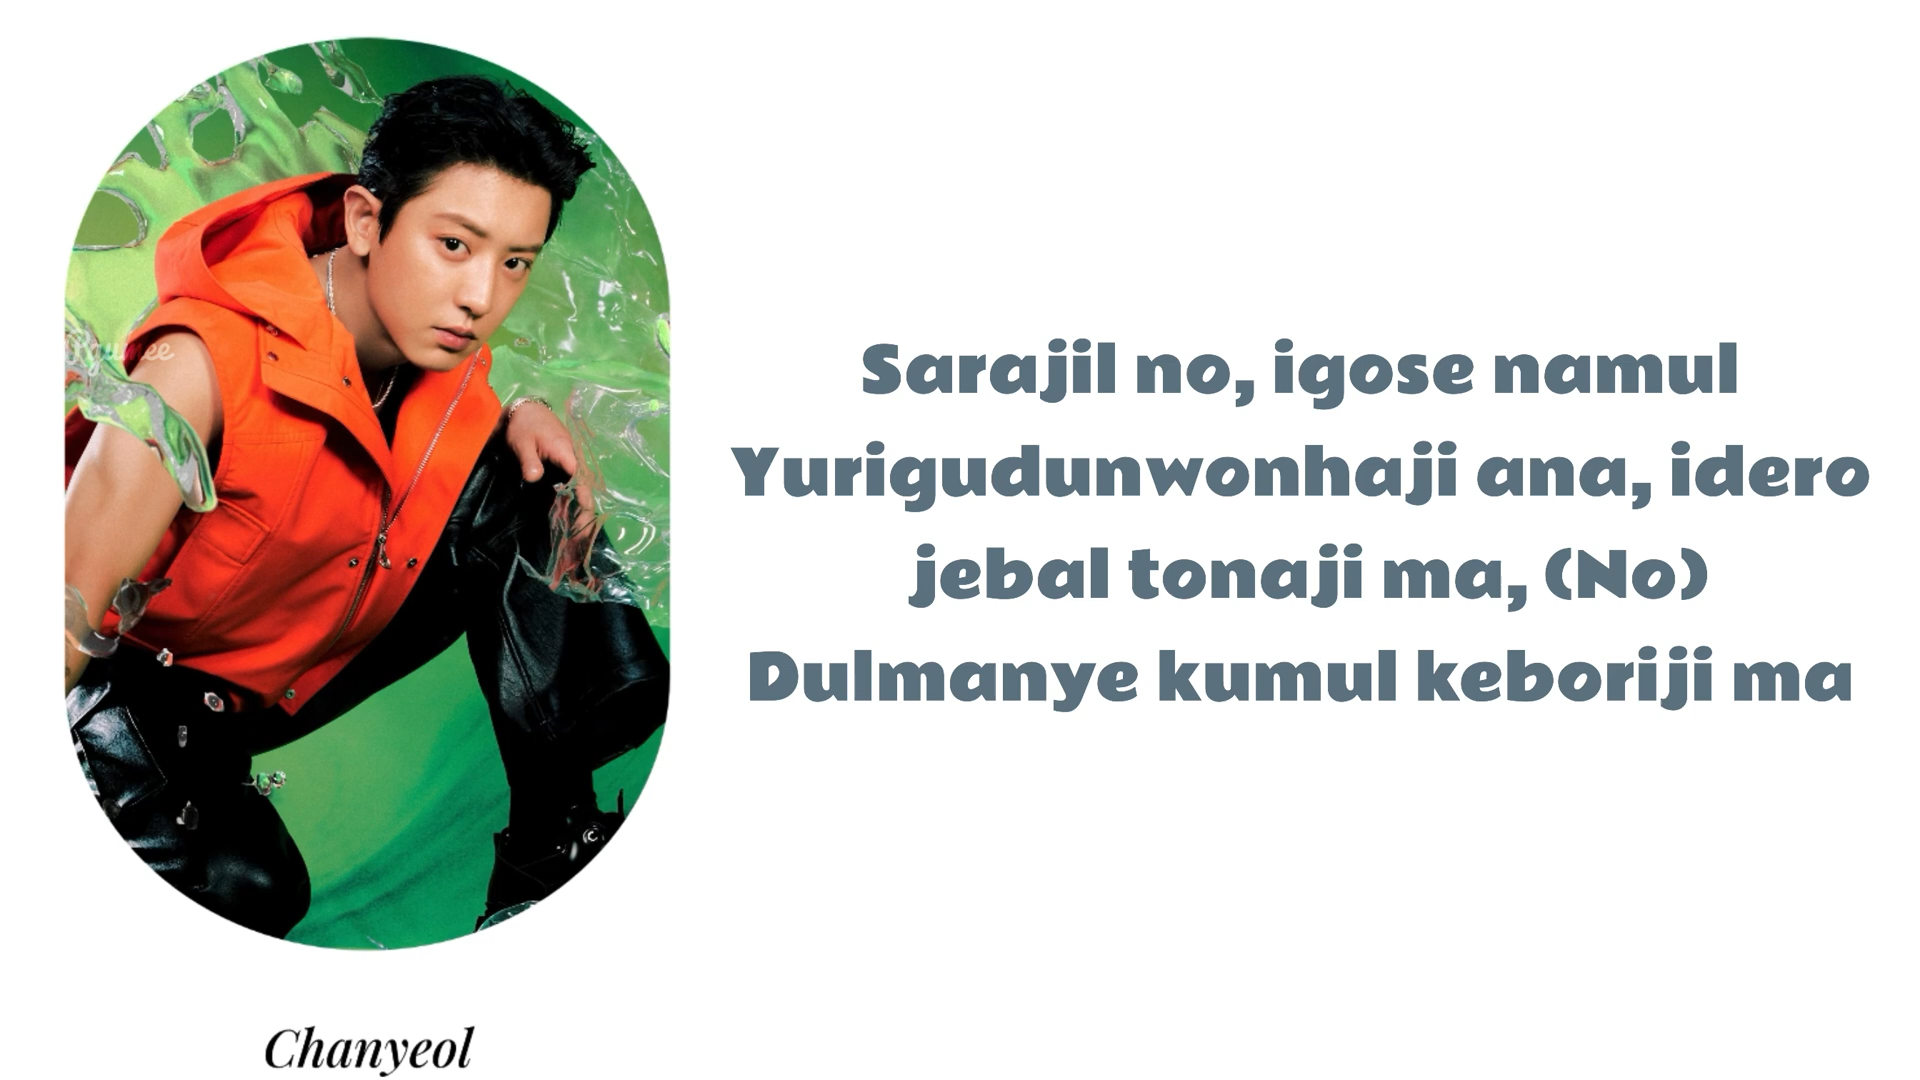 Sarajil no, igose namul
Yurigudunwonhaji ana, idero
jebal tonaji ma, (No)
Dulmanye kumul keboriji ma
Chanyeol